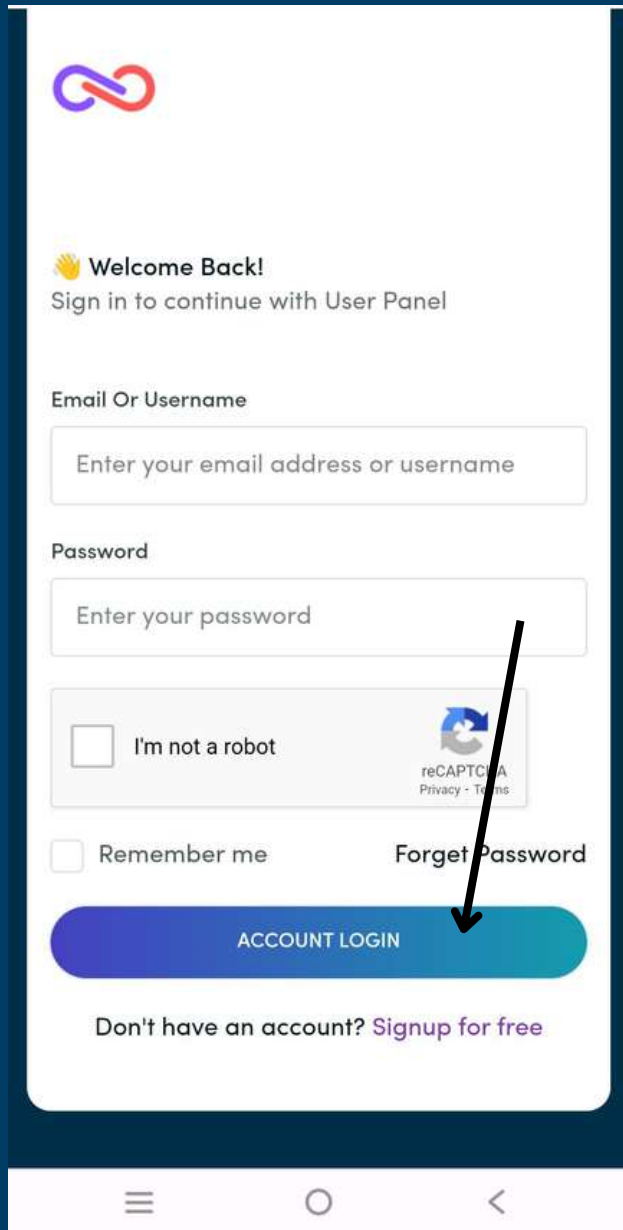 👋 Welcome Back!
Sign in to continue with User Panel
Email Or Username
Enter your email address or username
Password
Enter your password
I'm not a robot
reCAPTCHA
Privacy - Terms
Remember me
Forget Password
ACCOUNT LOGIN
Don't have an account? Signup for free